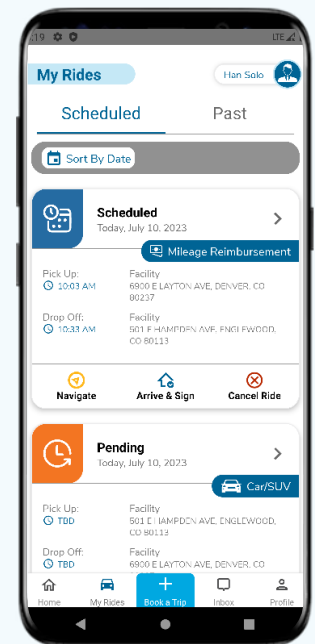 :19
LTE
My Rides
Han Solo
Scheduled
Past
Sort By Date
Scheduled
Today, July 10, 2023
Mileage Reimbursement
Pick Up:
Facility
10:03 AM
6900 E LAYTON AVE, DENVER, CO
80237
Drop Off:
Facility
10:33 AM
501 E HAMPDEN AVE, ENGLEWOOD,
CO 80113
Navigate
Arrive & Sign
Cancel Ride
Pending
Today, July 10, 2023
Car/SUV
Pick Up:
Facility
TBD
501 E HAMPDEN AVE, ENGLEWOOD,
CO 80113
Drop Off:
Facility
TBD
6900 E LAYTON AVE, DENVER, CO
Home
My Rides
Book a Trip
Inbox
Profile